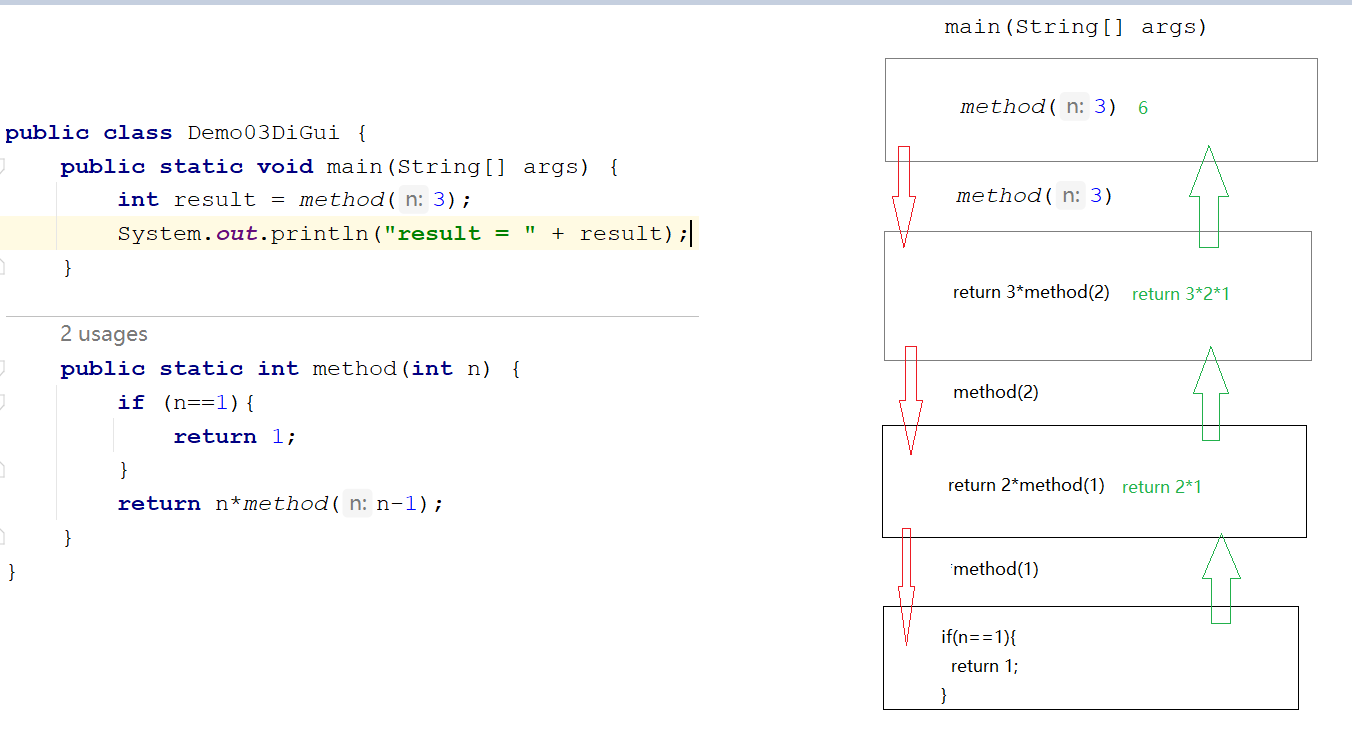 public class Demo03DiGui {
public static void main(String[] args) {
int result = method( n: 3);
System.out.println("result = " + result);
}
2 usages
public static int method(int n) {
if (n==1){
return 1;
}
return n*method( n: n-1);
}
}
main(String[] args)
method( n: 3) 6
method( n: 3)
return 3*method(2) return 3*2*1
method(2)
return 2*method(1) return 2*1
method(1)
if(n==1){
return 1;
}